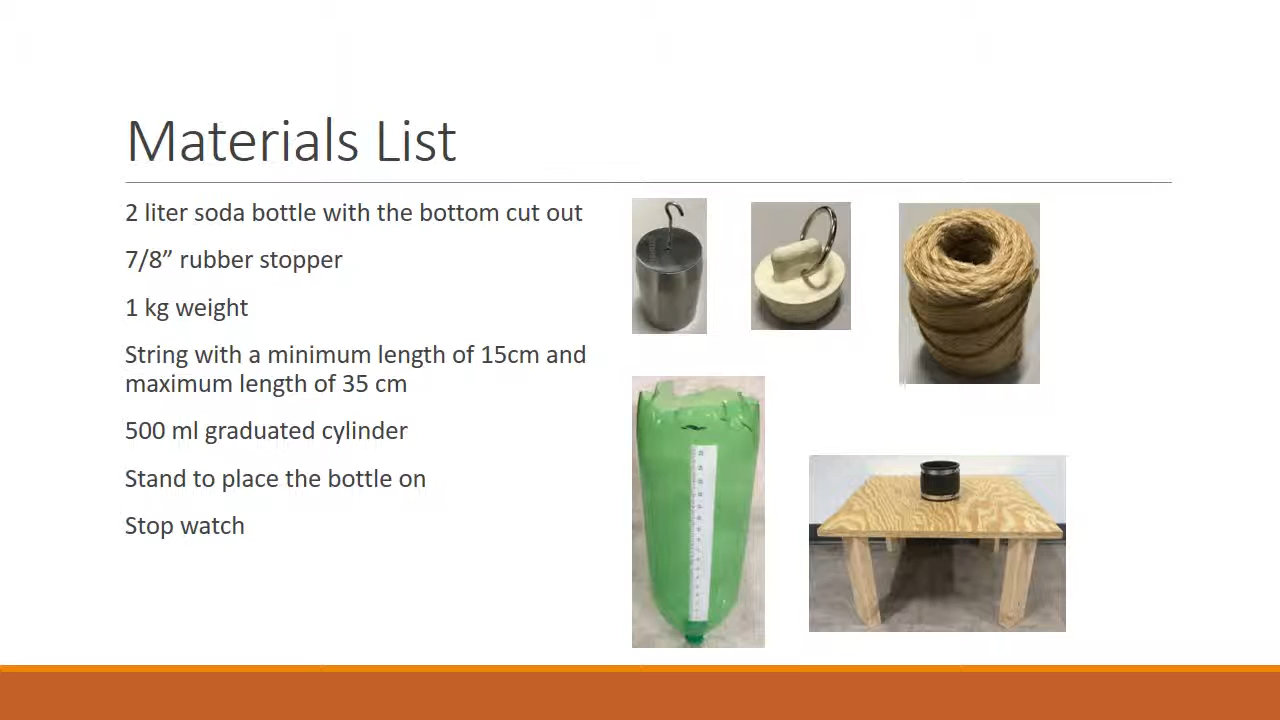 Materials List
2 liter soda bottle with the bottom cut out
7/8” rubber stopper
1 kg weight
String with a minimum length of 15cm and
maximum length of 35 cm
500 ml graduated cylinder
Stand to place the bottle on
Stop watch